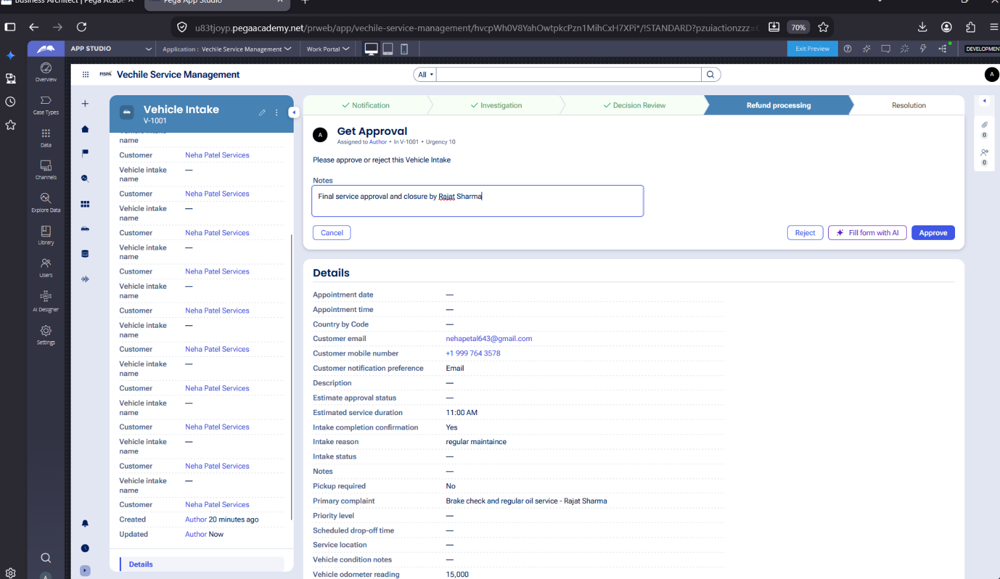 Business Architect | Pega Acade
Pega App Studio
u83tjoyp.pegaacademy.net/prweb/app/vechile-service-management/hvcpWh0V8YahOwtpkcPzn1MihCxH7XPi*/!STANDARD?pzuiactionzzz=
70%
APP STUDIO
Application : Vechile Service Management
Work Portal
Exit Preview
DEVELOPMEN
Overview
Case Types
Data
Channels
Explore Data
Library
Users
AI Designer
Settings
A
FISPA
Vechile Service Management
All
A
Vehicle Intake
V-1001
name
Customer Neha Patel Services
Vehicle intake name —
Customer Neha Patel Services
Vehicle intake name —
Customer Neha Patel Services
Vehicle intake name —
Customer Neha Patel Services
Vehicle intake name —
Customer Neha Patel Services
Vehicle intake name —
Customer Neha Patel Services
Vehicle intake name —
Customer Neha Patel Services
Vehicle intake name —
Customer Neha Patel Services
Vehicle intake name —
Customer Neha Patel Services
Vehicle intake name —
Customer Neha Patel Services
Created Author 20 minutes ago
Updated Author Now
Details
Notification
Investigation
Decision Review
Refund processing
Resolution
A
Get Approval
Assigned to Author • In V-1001 • Urgency 10
Please approve or reject this Vehicle Intake
Notes
Final service approval and closure by Rajat Sharma
Cancel
Reject
Fill form with AI
Approve
0
0
Details
Appointment date —
Appointment time —
Country by Code —
Customer email nehapetal643@gmail.com
Customer mobile number +1 999 764 3578
Customer notification preference Email
Description —
Estimate approval status —
Estimated service duration 11:00 AM
Intake completion confirmation Yes
Intake reason regular maintaince
Intake status —
Notes —
Pickup required No
Primary complaint Brake check and regular oil service - Rajat Sharma
Priority level —
Scheduled drop-off time —
Service location —
Vehicle condition notes —
Vehicle odometer reading 15,000